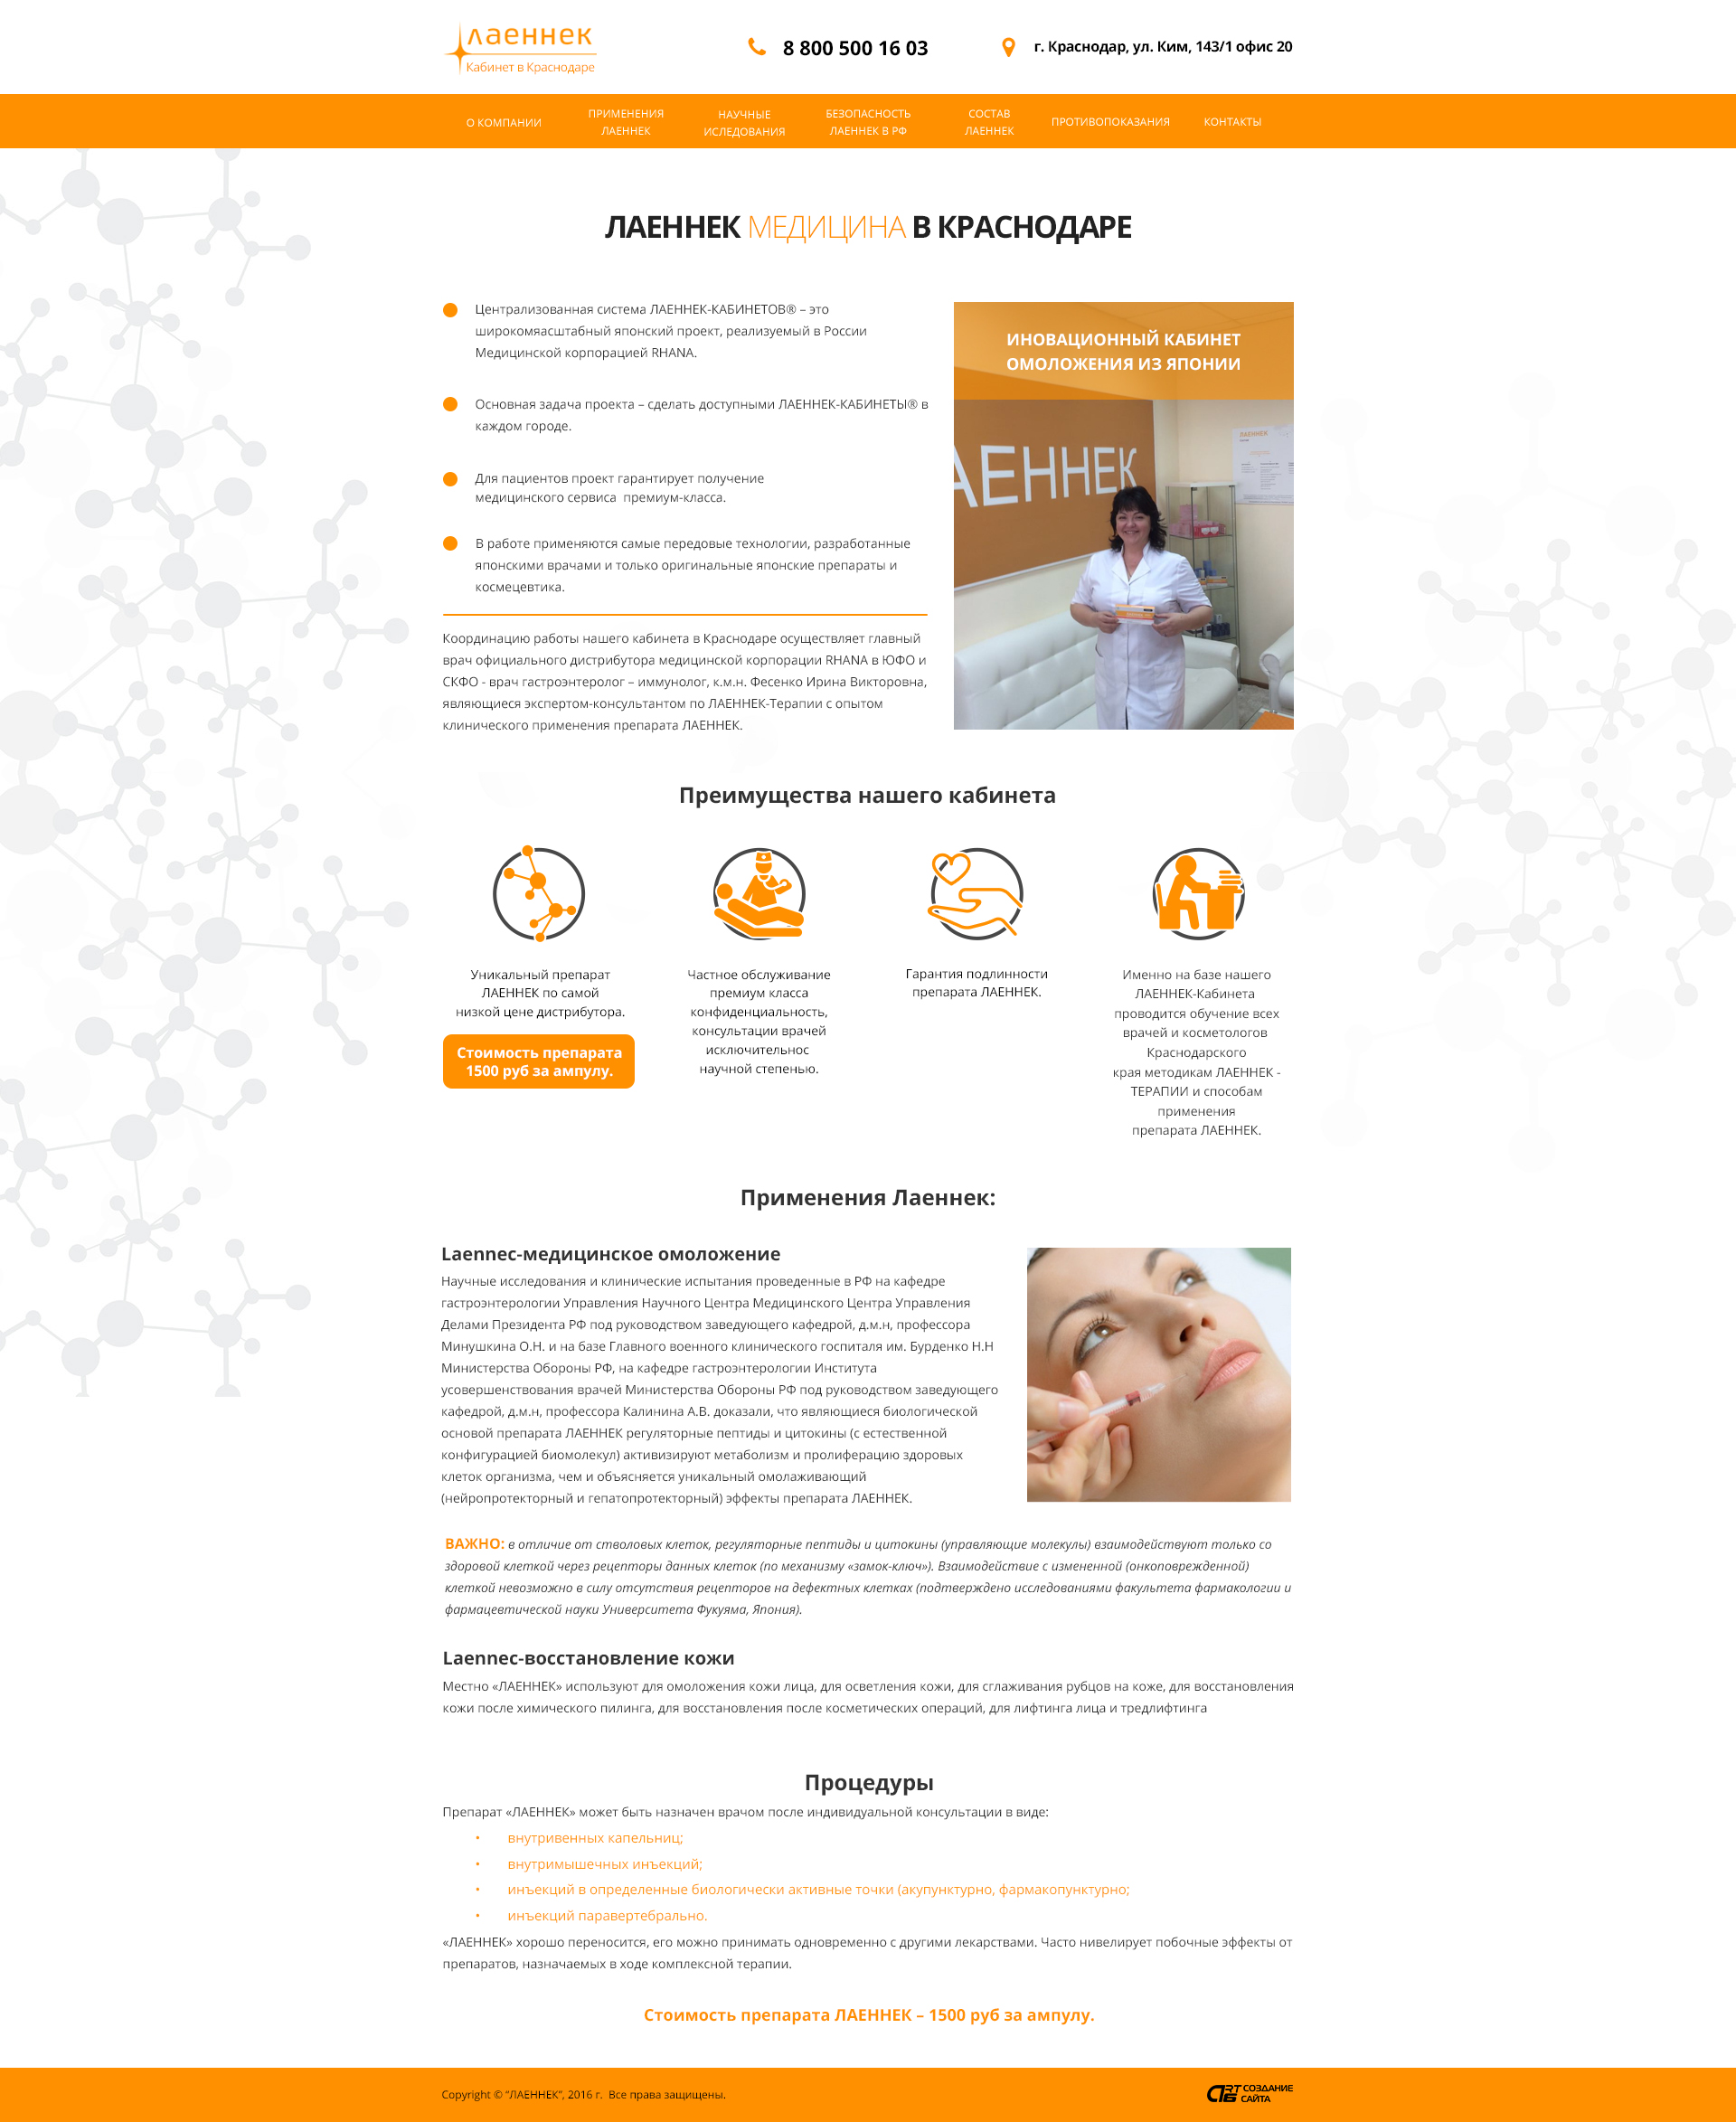 лаеннек
Кабинет в Краснодаре
8 800 500 16 03
г. Краснодар, ул. Ким, 143/1 офис 20
О КОМПАНИИ
ПРИМЕНЕНИЯ
ЛАЕННЕК
НАУЧНЫЕ
ИСЛЕДОВАНИЯ
БЕЗОПАСНОСТЬ
ЛАЕННЕК В РФ
СОСТАВ
ЛАЕННЕК
ПРОТИВОПОКАЗАНИЯ
КОНТАКТЫ
ЛАЕННЕК МЕДИЦИНА В КРАСНОДАРЕ
Централизованная система ЛАЕННЕК-КАБИНЕТОВ® – это
широкомяасштабный японский проект, реализуемый в России
Медицинской корпорацией RHANA.
Основная задача проекта – сделать доступными ЛАЕННЕК-КАБИНЕТЫ® в
каждом городе.
Для пациентов проект гарантирует получение
медицинского сервиса  премиум-класса.
В работе применяются самые передовые технологии, разработанные
японскими врачами и только оригинальные японские препараты и
космецевтика.
Координацию работы нашего кабинета в Краснодаре осуществляет главный
врач официального дистрибутора медицинской корпорации RHANA в ЮФО и
СКФО - врач гастроэнтеролог – иммунолог, к.м.н. Фесенко Ирина Викторовна,
являющиеся экспертом-консультантом по ЛАЕННЕК-Терапии с опытом
клинического применения препарата ЛАЕННЕК.
ИНОВАЦИОННЫЙ КАБИНЕТ
ОМОЛОЖЕНИЯ ИЗ ЯПОНИИ
ЛАЕННЕК
ЛАЕННЕК
Преимущества нашего кабинета
Уникальный препарат
ЛАЕННЕК по самой
низкой цене дистрибутора.
Стоимость препарата
1500 руб за ампулу.
Частное обслуживание
премиум класса
конфиденциальность,
консультации врачей
исключительнос
научной степенью.
Гарантия подлинности
препарата ЛАЕННЕК.
Именно на базе нашего
ЛАЕННЕК-Кабинета
проводится обучение всех
врачей и косметологов
Краснодарского
края методикам ЛАЕННЕК -
ТЕРАПИИ и способам
применения
препарата ЛАЕННЕК.
Применения Лаеннек:
Laennec-медицинское омоложение
Научные исследования и клинические испытания проведенные в РФ на кафедре
гастроэнтерологии Управления Научного Центра Медицинского Центра Управления
Делами Президента РФ под руководством заведующего кафедрой, д.м.н, профессора
Минушкина О.Н. и на базе Главного военного клинического госпиталя им. Бурденко Н.Н
Министерства Обороны РФ, на кафедре гастроэнтерологии Института
усовершенствования врачей Министерства Обороны РФ под руководством заведующего
кафедрой, д.м.н, профессора Калинина А.В. доказали, что являющиеся биологической
основой препарата ЛАЕННЕК регуляторные пептиды и цитокины (с естественной
конфигурацией биомолекул) активизируют метаболизм и пролиферацию здоровых
клеток организма, чем и объясняется уникальный омолаживающий
(нейропротекторный и гепатопротекторный) эффекты препарата ЛАЕННЕК.
ВАЖНО: в отличие от стволовых клеток, регуляторные пептиды и цитокины (управляющие молекулы) взаимодействуют только со
здоровой клеткой через рецепторы данных клеток (по механизму «замок-ключ»). Взаимодействие с измененной (онкоповрежденной)
клеткой невозможно в силу отсутствия рецепторов на дефектных клетках (подтверждено исследованиями факультета фармакологии и
фармацевтической науки Университета Фукуяма, Япония).
Laennec-восстановление кожи
Местно «ЛАЕННЕК» используют для омоложения кожи лица, для осветления кожи, для сглаживания рубцов на коже, для восстановления
кожи после химического пилинга, для восстановления после косметических операций, для лифтинга лица и тредлифтинга
Процедуры
Препарат «ЛАЕННЕК» может быть назначен врачом после индивидуальной консультации в виде:
• внутривенных капельниц;
• внутримышечных инъекций;
• инъекций в определенные биологически активные точки (акупунктурно, фармакопунктурно;
• инъекций паравертебрально.
«ЛАЕННЕК» хорошо переносится, его можно принимать одновременно с другими лекарствами. Часто нивелирует побочные эффекты от
препаратов, назначаемых в ходе комплексной терапии.
Стоимость препарата ЛАЕННЕК – 1500 руб за ампулу.
Copyright © "ЛАЕННЕК", 2016 г.  Все права защищены.
СОЗДАНИЕ
САЙТА